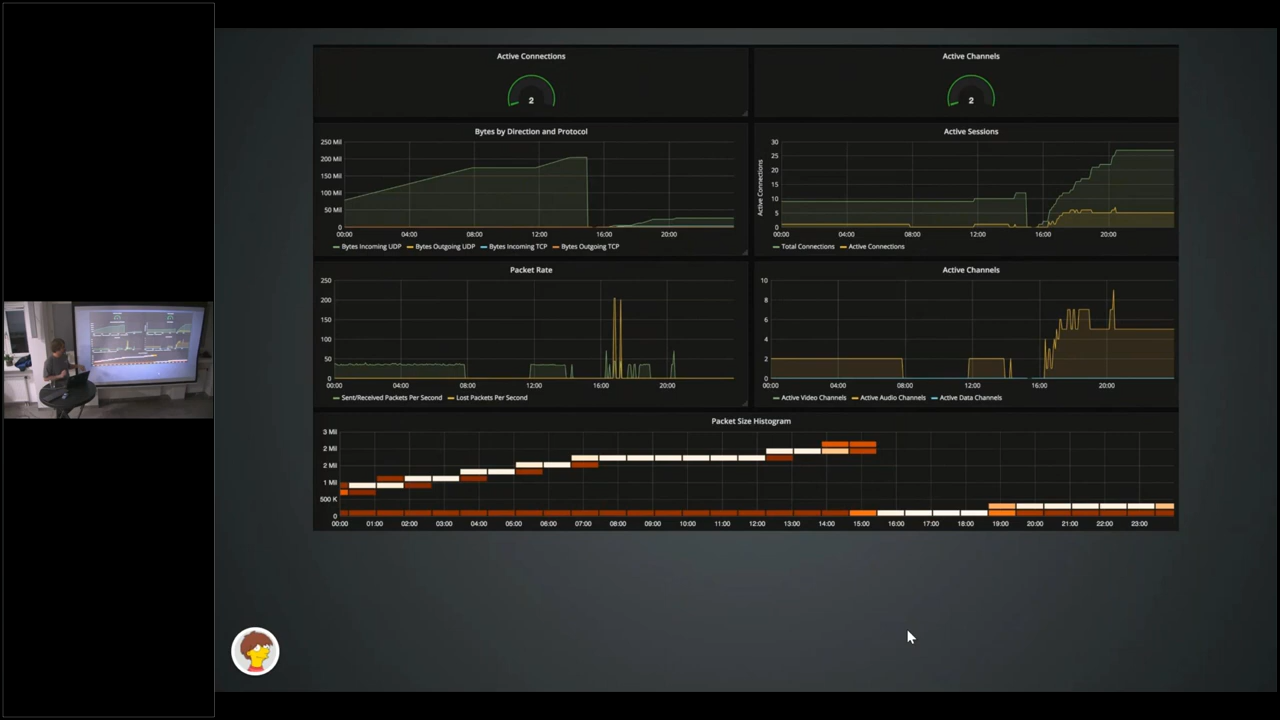 Active Connections
2
Active Channels
2
Bytes by Direction and Protocol
250 Mil
200 Mil
150 Mil
100 Mil
50 Mil
0
00:00 08:00 12:00 16:00 20:00
Bytes Incoming UDP Bytes Outgoing UDP Bytes Incoming TCP Bytes Outgoing TCP
Active Sessions
Active Connections
30
25
20
15
10
5
0
00:00 04:00 08:00 12:00 16:00 20:00
Total Connections Active Connections
Packet Rate
250
200
150
100
50
0
00:00 04:00 08:00 12:00 16:00 20:00
Sent/Received Packets Per Second Lost Packets Per Second
Active Channels
10
8
6
4
2
0
00:00 04:00 08:00 12:00 16:00 20:00
Active Video Channels Active Audio Channels Active Data Channels
Packet Size Histogram
3 Mil
2 Mil
2 Mil
1 Mil
500 K
0
00:00 01:00 02:00 03:00 04:00 05:00 06:00 07:00 08:00 09:00 10:00 11:00 12:00 13:00 14:00 15:00 16:00 17:00 18:00 19:00 20:00 21:00 22:00 23:00